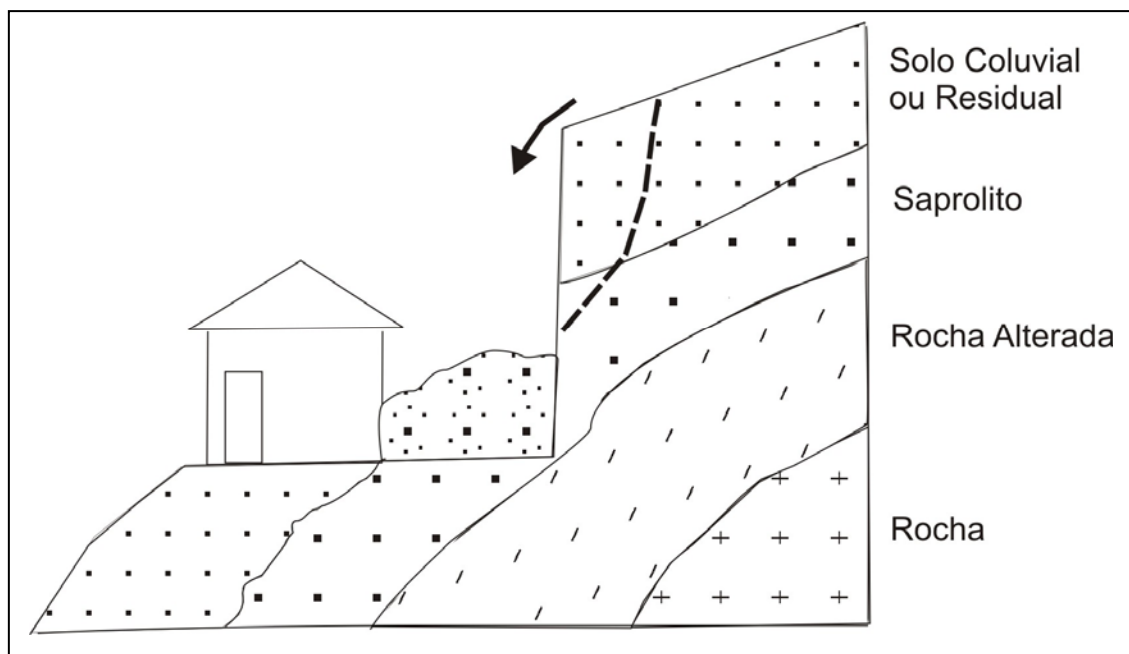 Solo Coluvial
ou Residual
Saprolito
Rocha Alterada
Rocha